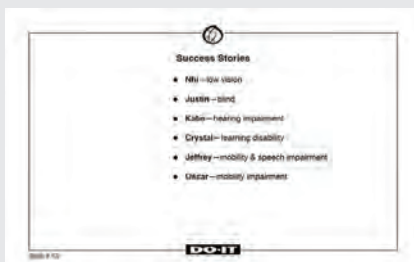 Success Stories
Nhi—low vision
Justin—blind
Katie—hearing impairment
Crystal—learning disability
Jeffrey—mobility & speech impairment
Oscar—mobility impairment
DO-IT